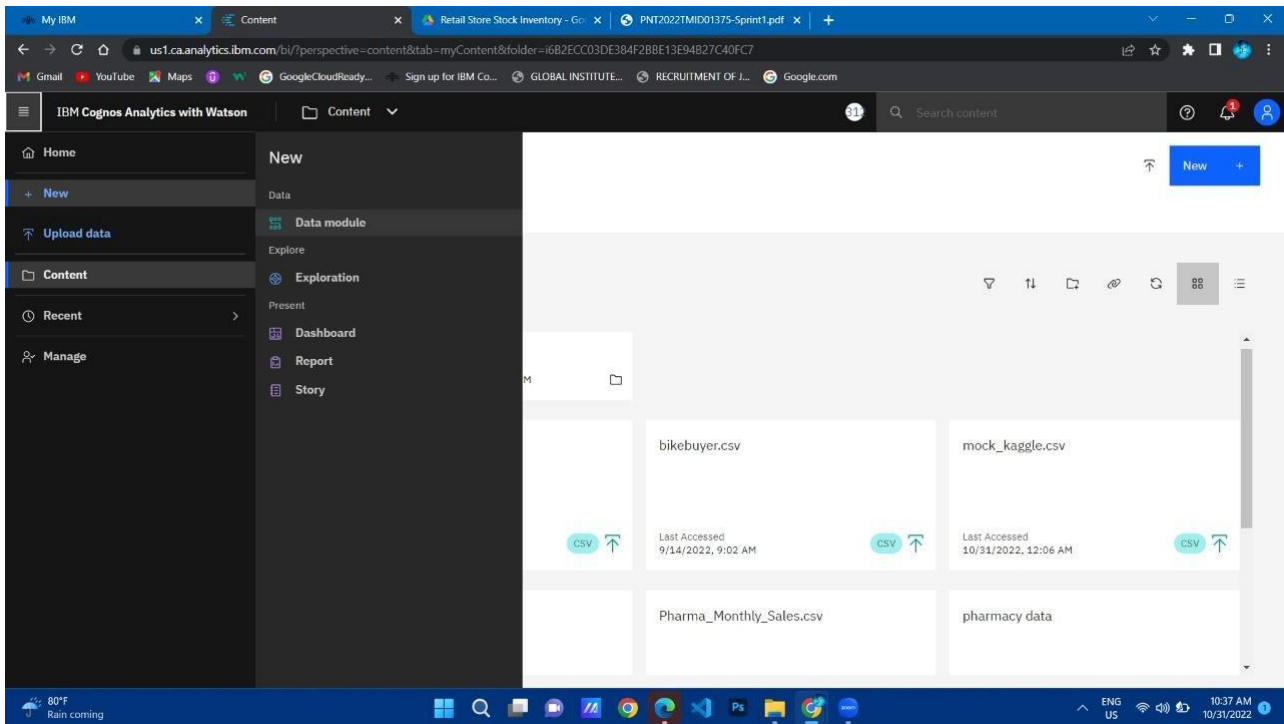 My IBM
Content
Retail Store Stock Inventory - Go
PNT2022TMID01375-Sprint1.pdf
us1.ca.analytics.ibm.com/bi/?perspective=content&tab=myContent&folder=i6B2ECC03DE384F2BBE13E94B27C40FC7
Gmail YouTube Maps GoogleCloudReady... Sign up for IBM Co... GLOBAL INSTITUTE... RECRUITMENT OF J... Google.com
IBM Cognos Analytics with Watson Content Search content 1
Home
+ New
Upload data
Content
Recent
Manage
New
Data
Data module
Explore
Exploration
Present
Dashboard
Report
Story
New +
M
bikebuyer.csv
mock_kaggle.csv
CSV
Last Accessed
9/14/2022, 9:02 AM
CSV
Last Accessed
10/31/2022, 12:06 AM
CSV
Pharma_Monthly_Sales.csv
pharmacy data
80°F
Rain coming
Ps
zoom
ENG
US
10:37 AM
10/31/2022
1